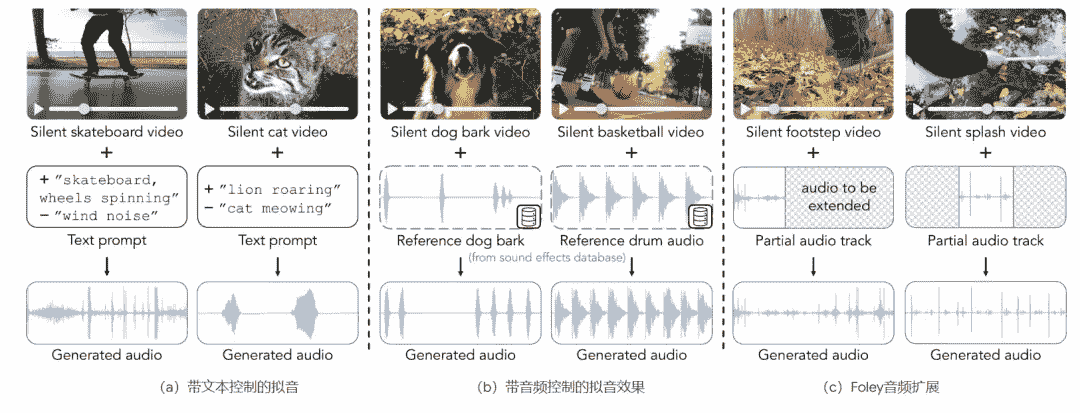 Silent skateboard video
Silent cat video
Silent dog bark video
Silent basketball video
Silent footstep video
Silent splash video
+
+
+
+
+
+
+ "skateboard,
wheels spinning"
− "wind noise"
+ "lion roaring"
− "cat meowing"
audio to be
extended
Text prompt
Text prompt
Reference dog bark
Reference drum audio
(from sound effects database)
Partial audio track
Partial audio track
Generated audio
Generated audio
Generated audio
Generated audio
Generated audio
Generated audio
（a）带文本控制的拟音
（b）带音频控制的拟音效果
（c）Foley音频扩展